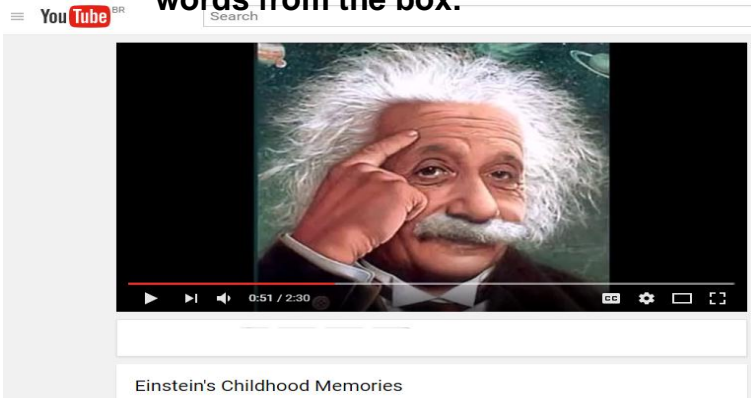 words from the box.
YouTube BR
Search
0:51 / 2:30
CC
Einstein's Childhood Memories